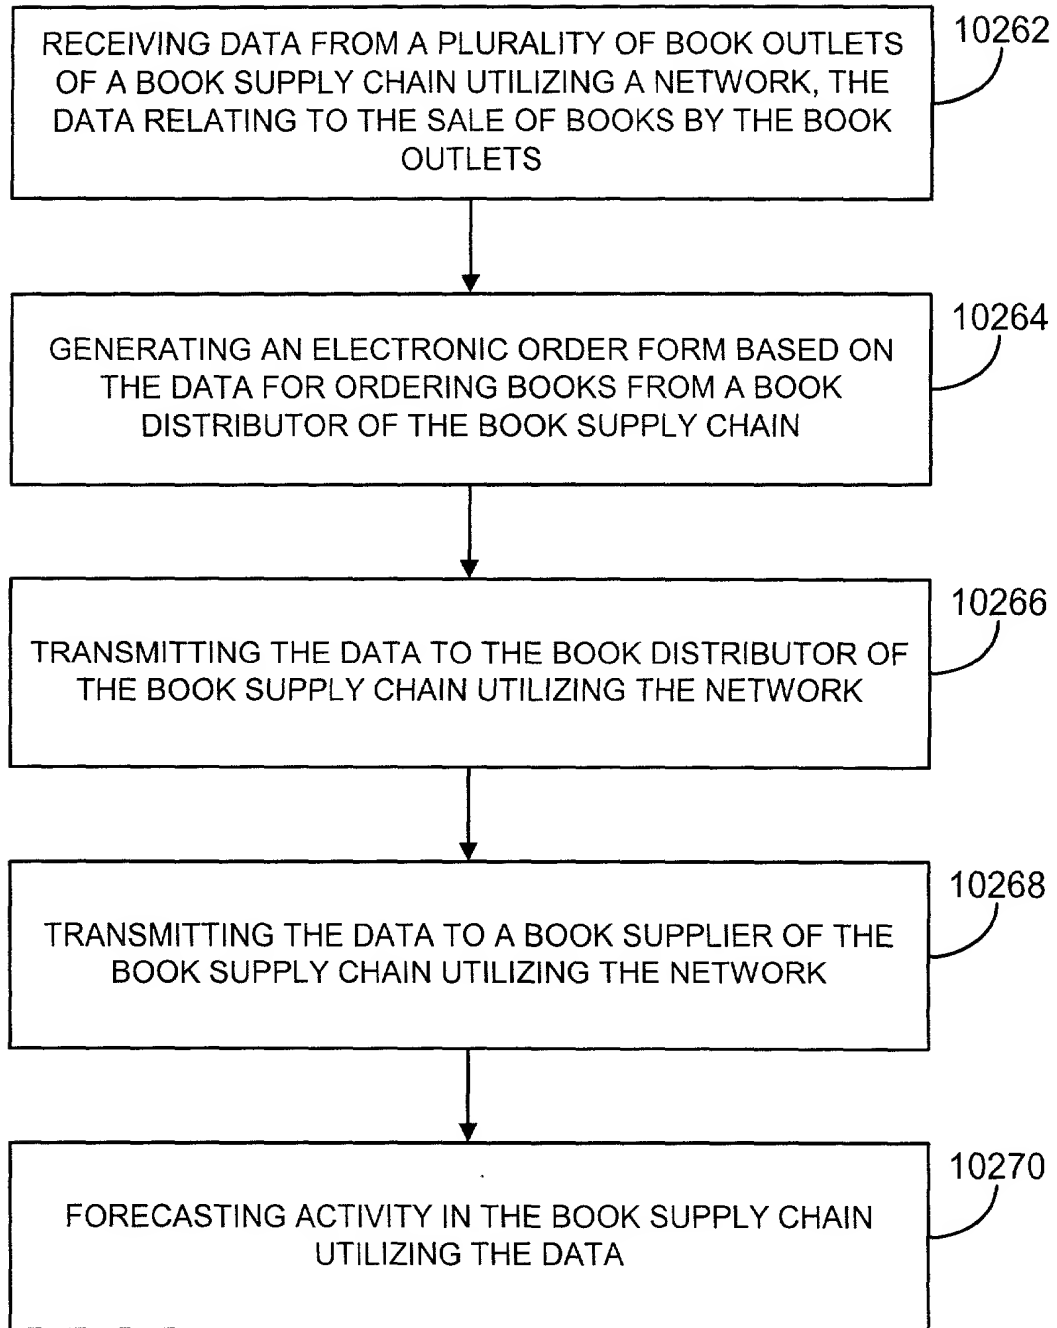 10262
RECEIVING DATA FROM A PLURALITY OF BOOK OUTLETS
OF A BOOK SUPPLY CHAIN UTILIZING A NETWORK, THE
DATA RELATING TO THE SALE OF BOOKS BY THE BOOK
OUTLETS
10264
GENERATING AN ELECTRONIC ORDER FORM BASED ON
THE DATA FOR ORDERING BOOKS FROM A BOOK
DISTRIBUTOR OF THE BOOK SUPPLY CHAIN
10266
TRANSMITTING THE DATA TO THE BOOK DISTRIBUTOR OF
THE BOOK SUPPLY CHAIN UTILIZING THE NETWORK
10268
TRANSMITTING THE DATA TO A BOOK SUPPLIER OF THE
BOOK SUPPLY CHAIN UTILIZING THE NETWORK
10270
FORECASTING ACTIVITY IN THE BOOK SUPPLY CHAIN
UTILIZING THE DATA